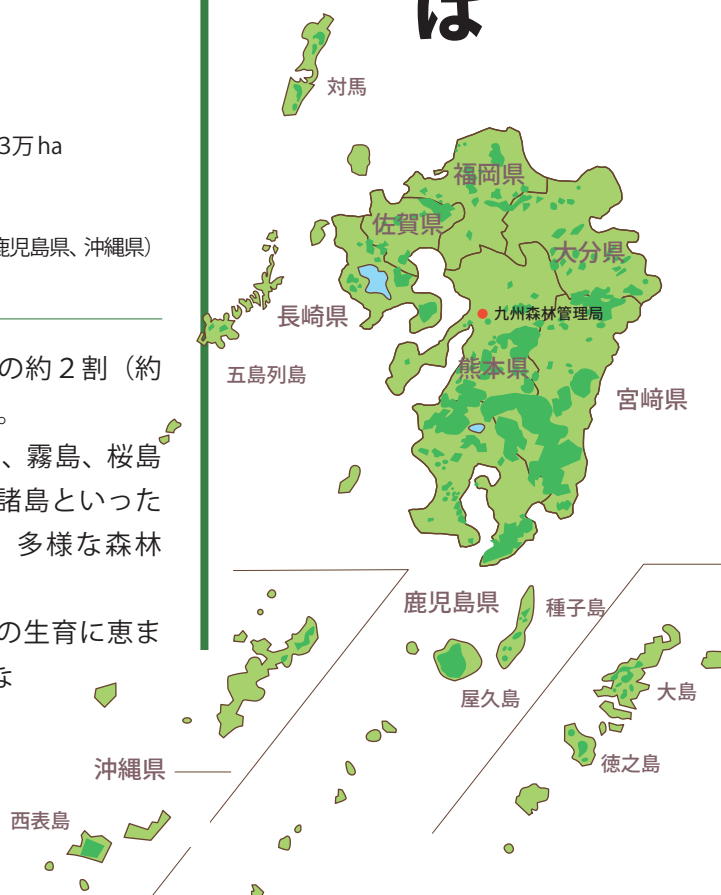 は
3万ha
鹿児島県、沖縄県）
の約２割（約
。
、霧島、桜島
諸島といった
多様な森林
の生育に恵ま
な
対馬
福岡県
佐賀県
大分県
長崎県
九州森林管理局
熊本県
五島列島
宮崎県
鹿児島県
種子島
屋久島
大島
徳之島
沖縄県
西表島